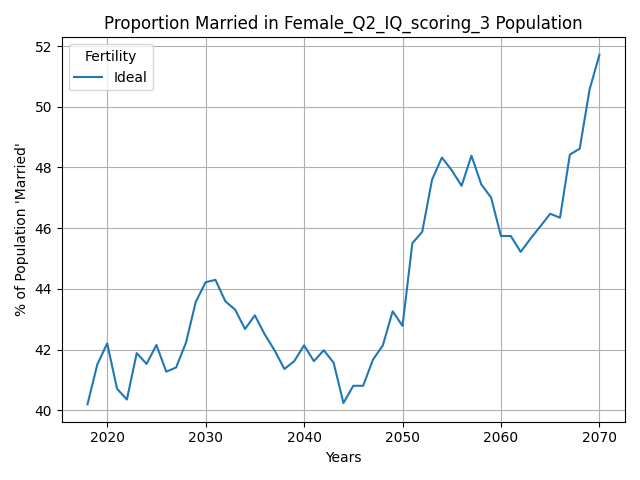 Proportion Married in Female_Q2_IQ_scoring_3 Population
Fertility
Ideal
% of Population 'Married'
52
50
48
46
44
42
40
2020
2030
2040
2050
2060
2070
Years